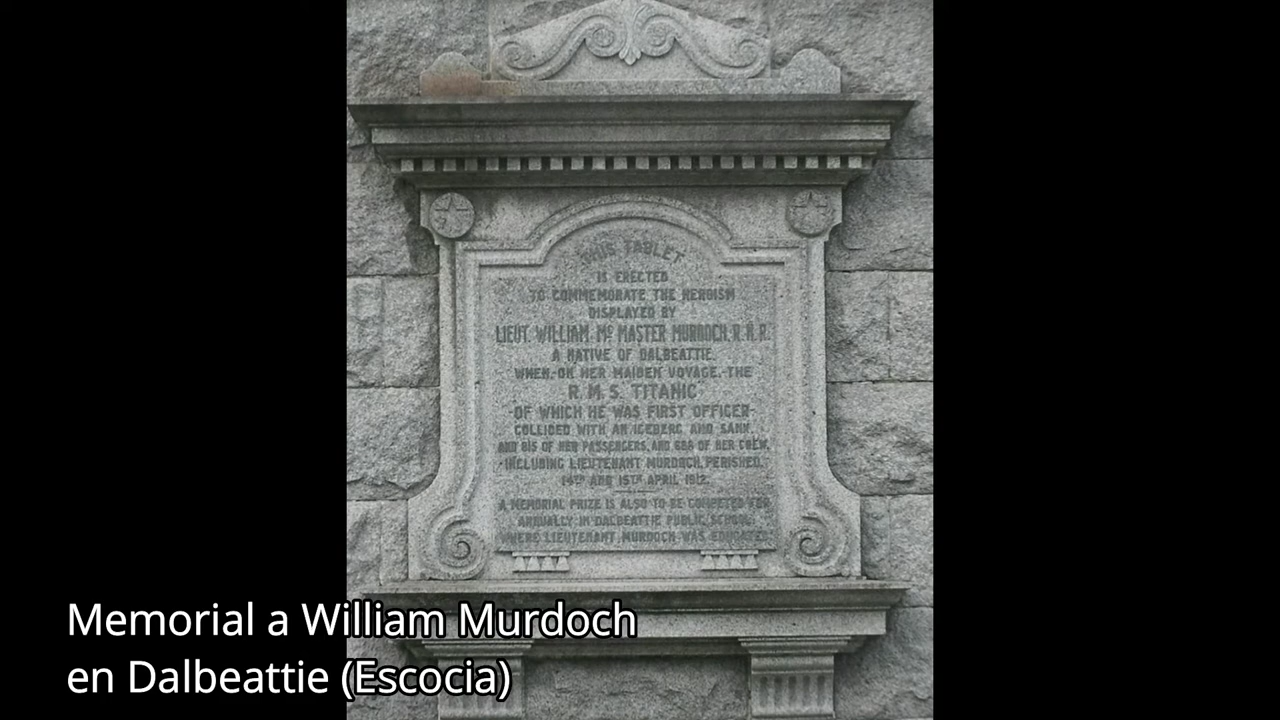 THIS TABLET
IS ERECTED
TO COMMEMORATE THE HEROISM
DISPLAYED BY
LIEUT. WILLIAM Mc MASTER MURDOCH, R.N.R.
A NATIVE OF DALBEATTIE,
WHEN, ON HER MAIDEN VOYAGE, THE
R.M.S. TITANIC
OF WHICH HE WAS FIRST OFFICER
COLLIDED WITH AN ICEBERG AND SANK,
AND 815 OF HER PASSENGERS, AND 688 OF HER CREW,
INCLUDING LIEUTENANT MURDOCH, PERISHED,
14TH AND 15TH APRIL 1912.
A MEMORIAL PRIZE IS ALSO TO BE COMPETED FOR
ANNUALLY, IN DALBEATTIE PUBLIC SCHOOL,
WHERE LIEUTENANT MURDOCH WAS EDUCATED.
Memorial a William Murdoch
en Dalbeattie (Escocia)